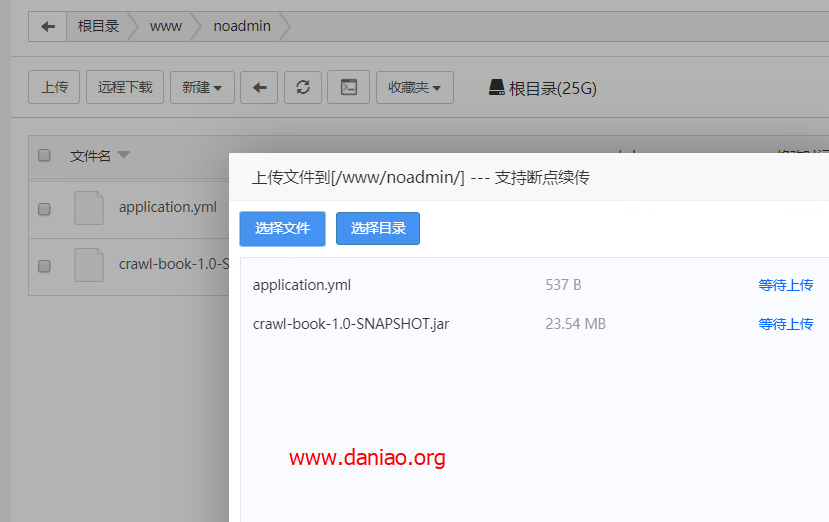 根目录 www noadmin
上传 远程下载 新建 收藏夹 根目录(25G)
文件名
application.yml
crawl-book-1.0-S
上传文件到[/www/noadmin/] --- 支持断点续传
选择文件 选择目录
application.yml 537 B 等待上传
crawl-book-1.0-SNAPSHOT.jar 23.54 MB 等待上传
www.daniao.org